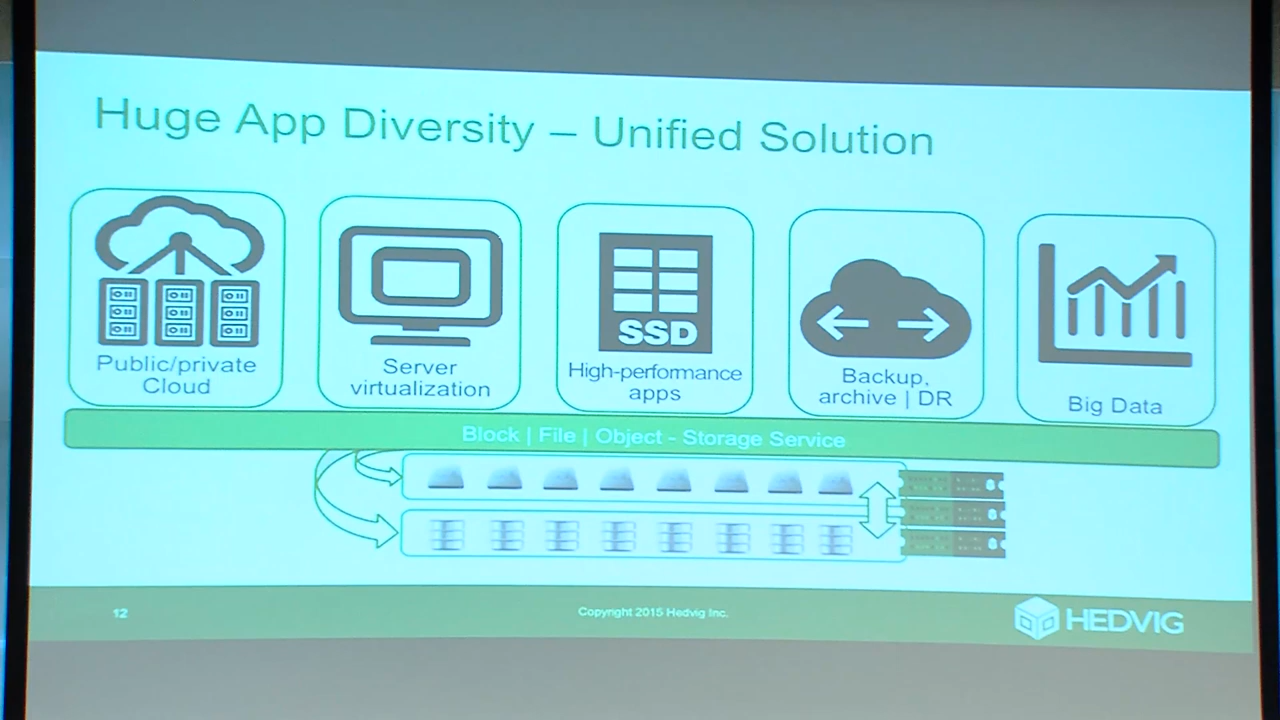 Huge App Diversity – Unified Solution
Public/private
Cloud
Server
virtualization
SSD
High-performance
apps
Backup,
archive | DR
Big Data
Block | File | Object - Storage Service
12
Copyright 2015 Hedvig Inc.
HEDVIG